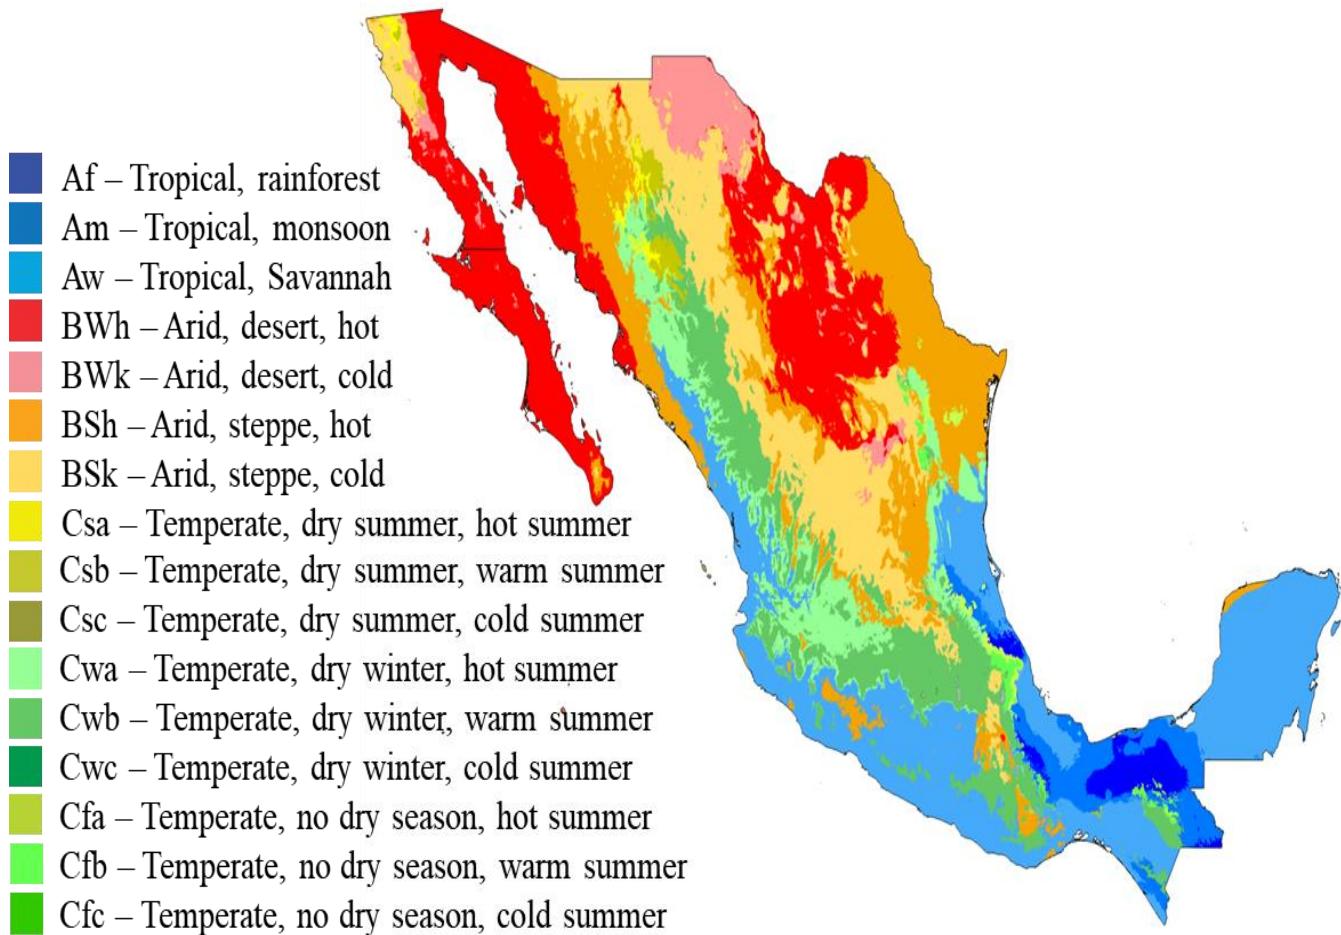 Af – Tropical, rainforest
Am – Tropical, monsoon
Aw – Tropical, Savannah
BWh – Arid, desert, hot
BWk – Arid, desert, cold
BSh – Arid, steppe, hot
BSk – Arid, steppe, cold
Csa – Temperate, dry summer, hot summer
Csb – Temperate, dry summer, warm summer
Csc – Temperate, dry summer, cold summer
Cwa – Temperate, dry winter, hot summer
Cwb – Temperate, dry winter, warm summer
Cwc – Temperate, dry winter, cold summer
Cfa – Temperate, no dry season, hot summer
Cfb – Temperate, no dry season, warm summer
Cfc – Temperate, no dry season, cold summer